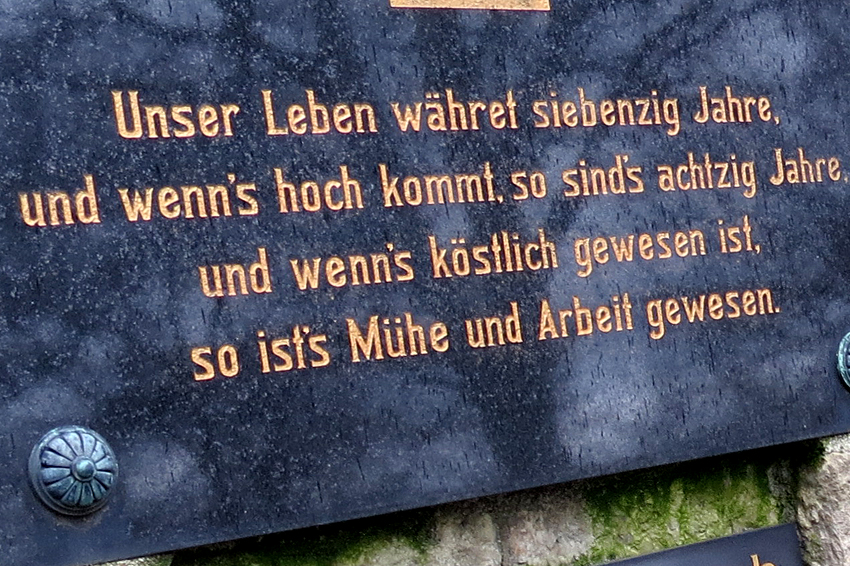 Unser Leben währet siebenzig Jahre,
und wenn's hoch kommt, so sind's achtzig Jahre,
und wenn's köstlich gewesen ist,
so ist's Mühe und Arbeit gewesen.